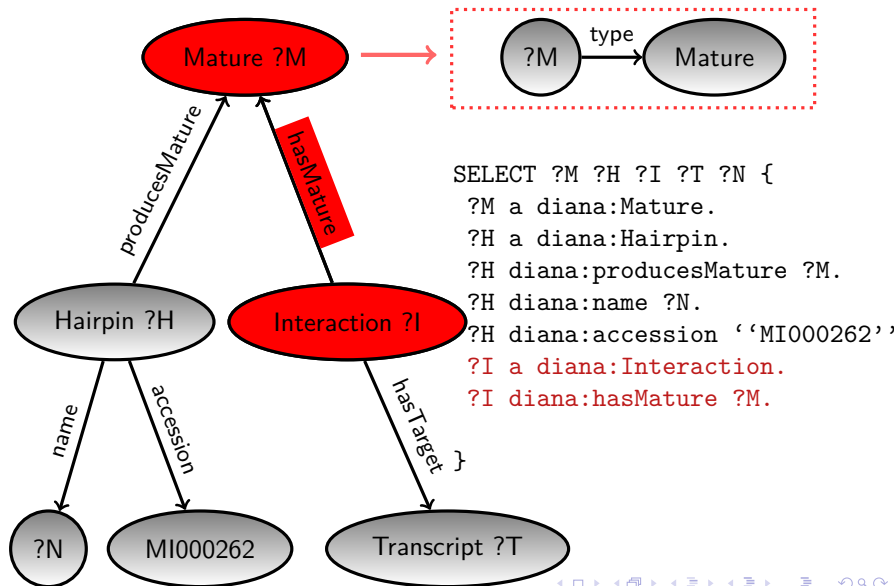 Mature ?M
?M
type
Mature
producesMature
hasMature
SELECT ?M ?H ?I ?T ?N {
?M a diana:Mature.
?H a diana:Hairpin.
?H diana:producesMature ?M.
?H diana:name ?N.
?H diana:accession ‘‘MI000262’’
?I a diana:Interaction.
?I diana:hasMature ?M.
}
Hairpin ?H
Interaction ?I
name
accession
hasTarget
?N
MI000262
Transcript ?T